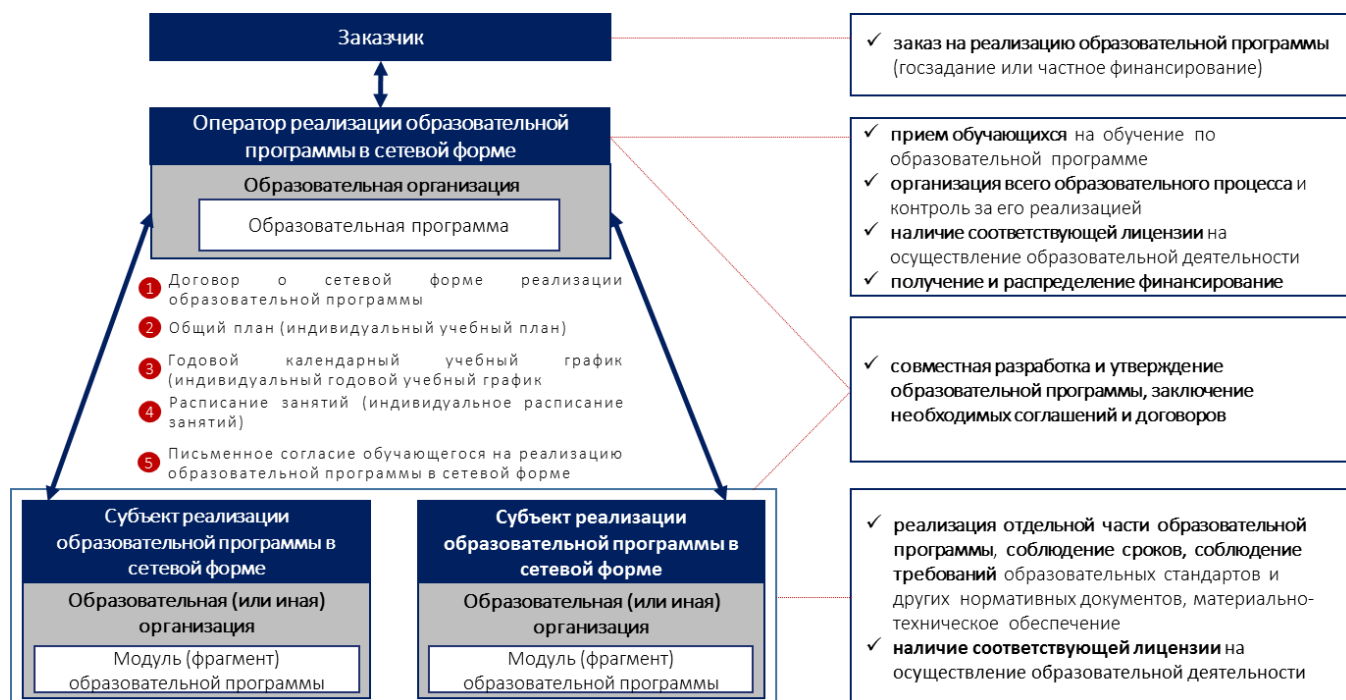 Заказчик
✓ заказ на реализацию образовательной программы
(госзадание или частное финансирование)
Оператор реализации образовательной
программы в сетевой форме
Образовательная организация
Образовательная программа
✓ прием обучающихся на обучение по
образовательной программе
✓ организация всего образовательного процесса и
контроль за его реализацией
✓ наличие соответствующей лицензии на
осуществление образовательной деятельности
✓ получение и распределение финансирование
1 Договор о сетевой форме реализации
образовательной программы
2 Общий план (индивидуальный учебный план)
3 Годовой календарный учебный график
(индивидуальный годовой учебный график
4 Расписание занятий (индивидуальное расписание
занятий)
5 Письменное согласие обучающегося на реализацию
образовательной программы в сетевой форме
✓ совместная разработка и утверждение
образовательной программы, заключение
необходимых соглашений и договоров
Субъект реализации
образовательной программы в
сетевой форме
Образовательная (или иная)
организация
Модуль (фрагмент)
образовательной программы
Субъект реализации
образовательной программы в
сетевой форме
Образовательная (или иная)
организация
Модуль (фрагмент)
образовательной программы
✓ реализация отдельной части образовательной
программы, соблюдение сроков, соблюдение
требований образовательных стандартов и
других нормативных документов, материально-
техническое обеспечение
✓ наличие соответствующей лицензии на
осуществление образовательной деятельности